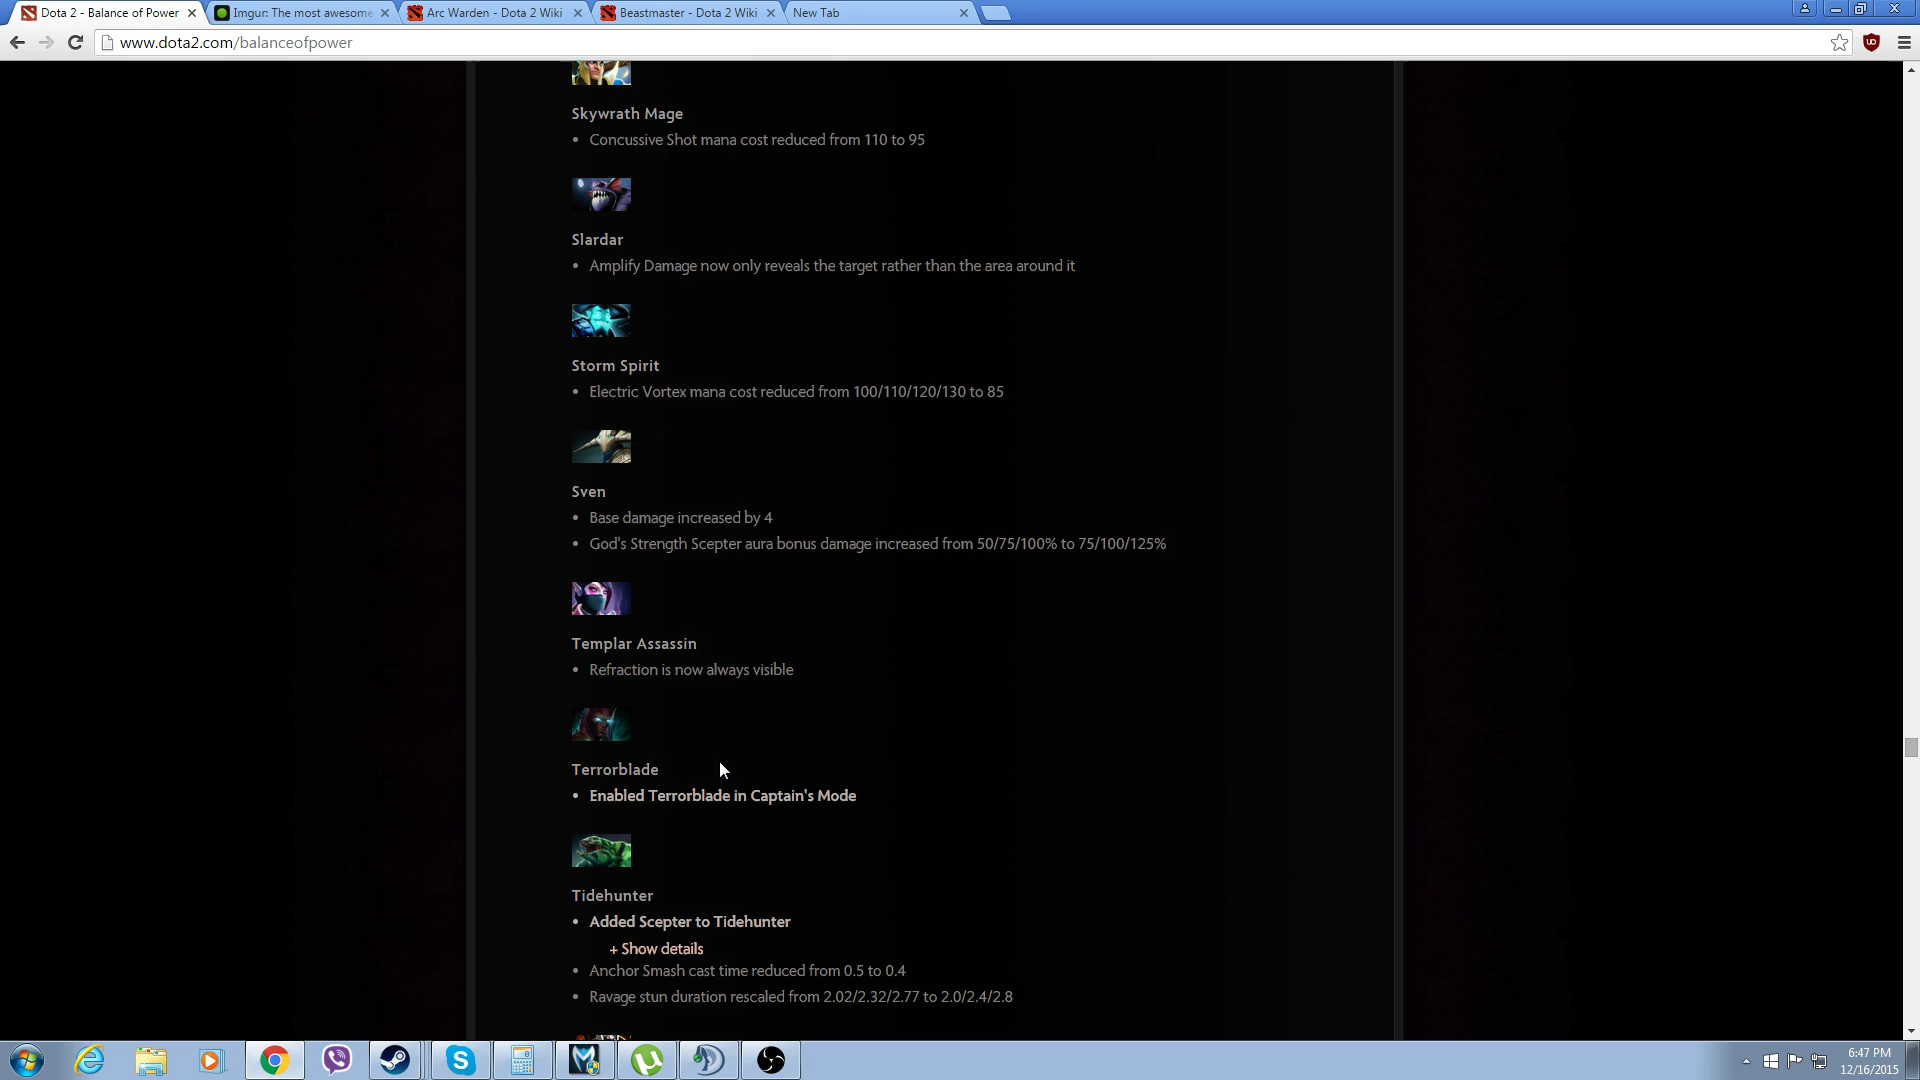 Dota 2 - Balance of Power
Imgur: The most awesome
Arc Warden - Dota 2 Wiki
Beastmaster - Dota 2 Wiki
New Tab
www.dota2.com/balanceofpower
Skywrath Mage
• Concussive Shot mana cost reduced from 110 to 95
Slardar
• Amplify Damage now only reveals the target rather than the area around it
Storm Spirit
• Electric Vortex mana cost reduced from 100/110/120/130 to 85
Sven
• Base damage increased by 4
• God's Strength Scepter aura bonus damage increased from 50/75/100% to 75/100/125%
Templar Assassin
• Refraction is now always visible
Terrorblade
• Enabled Terrorblade in Captain's Mode
Tidehunter
• Added Scepter to Tidehunter
+ Show details
• Anchor Smash cast time reduced from 0.5 to 0.4
• Ravage stun duration rescaled from 2.02/2.32/2.77 to 2.0/2.4/2.8
6:47 PM
12/16/2015